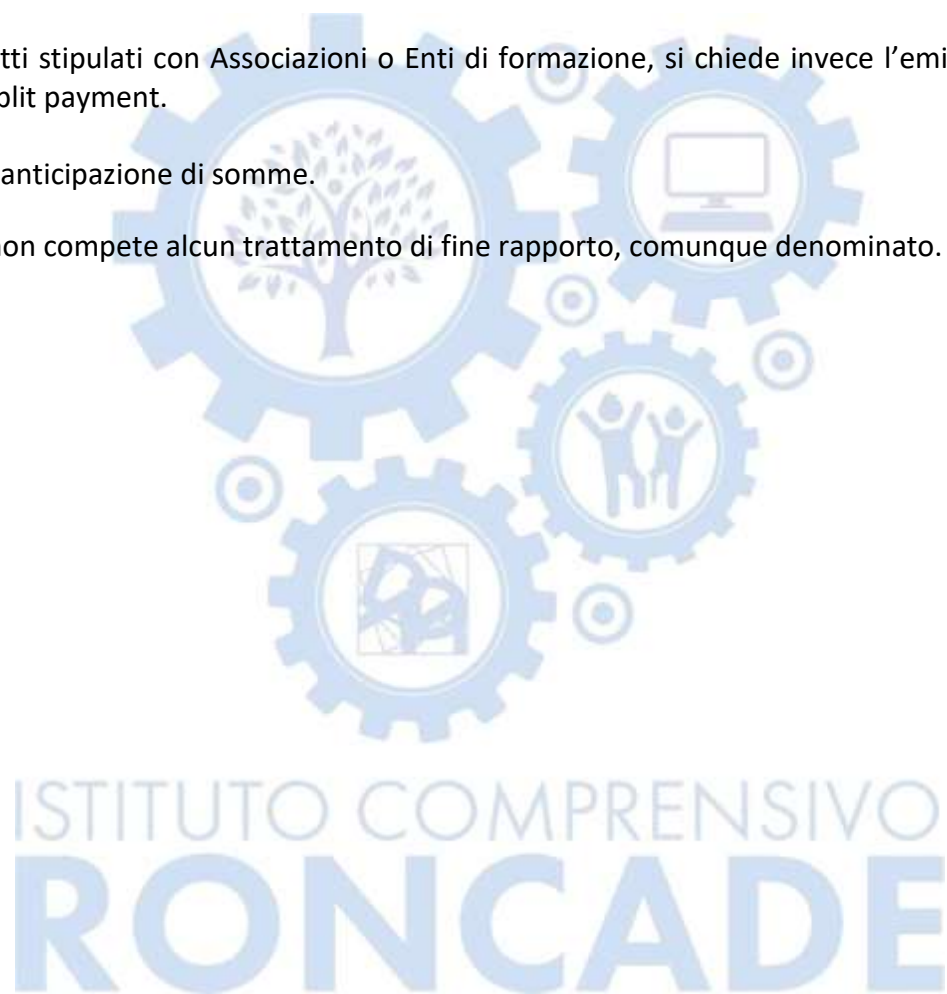 tti stipulati con Associazioni o Enti di formazione, si chiede invece l’emi
plit payment.
anticipazione di somme.
non compete alcun trattamento di fine rapporto, comunque denominato.
ISTITUTO COMPRENSIVO
RONCADE